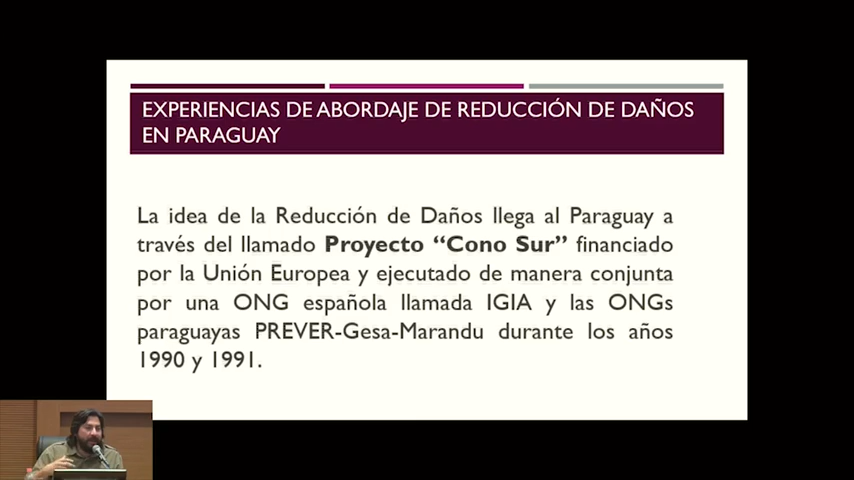 EXPERIENCIAS DE ABORDAJE DE REDUCCIÓN DE DAÑOS
EN PARAGUAY
La idea de la Reducción de Daños llega al Paraguay a
través del llamado Proyecto “Cono Sur” financiado
por la Unión Europea y ejecutado de manera conjunta
por una ONG española llamada IGIA y las ONGs
paraguayas PREVER-Gesa-Marandu durante los años
1990 y 1991.